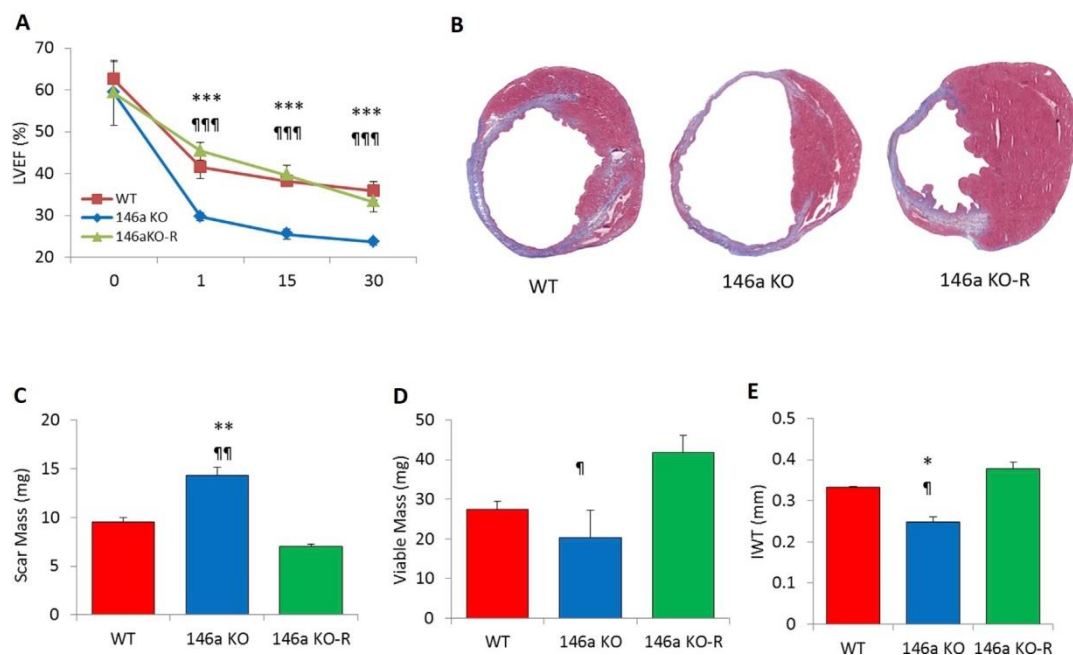 A
LVEF (%)
70
60
50
40
30
20
***
¶¶¶
***
¶¶¶
***
¶¶¶
WT
146a KO
146aKO-R
0 1 15 30
B
WT 146a KO 146a KO-R
C
Scar Mass (mg)
20
15
10
5
0
**
¶¶
WT 146a KO 146a KO-R
D
Viable Mass (mg)
50
40
30
20
10
0
¶
WT 146a KO 146a KO-R
E
IWT (mm)
0.5
0.4
0.3
0.2
0.1
0
*
¶
WT 146a KO 146a KO-R